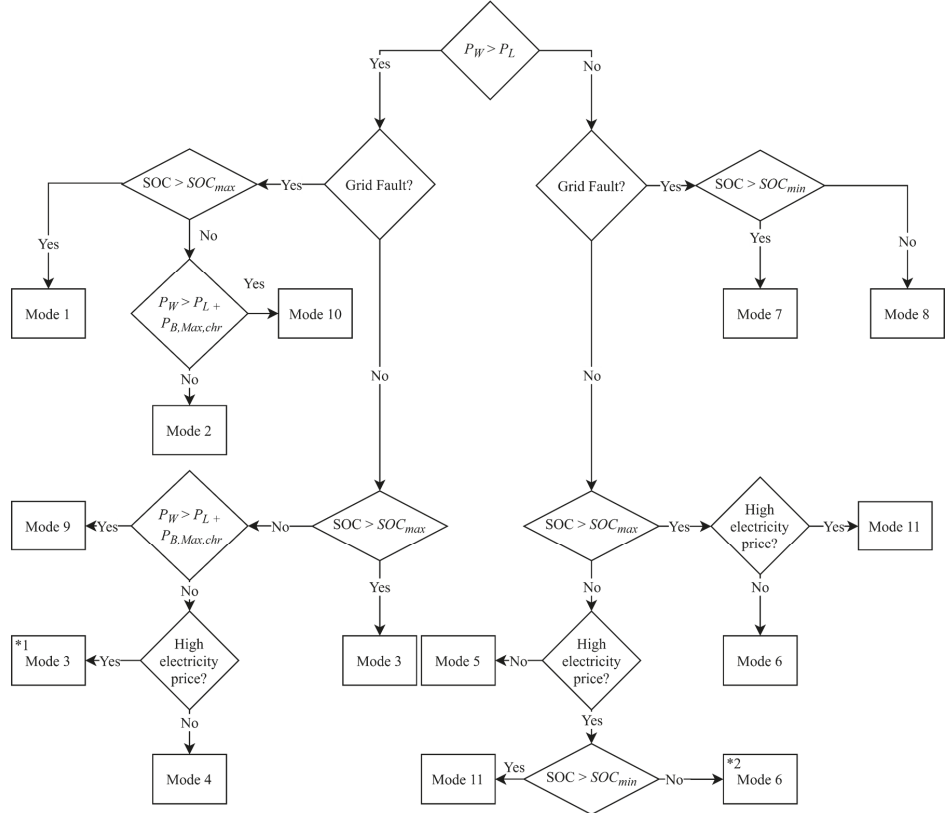 P_W > P_L
Yes
No
SOC > SOC_max
Yes
Grid Fault?
Grid Fault?
Yes
SOC > SOC_min
Yes
No
Yes
No
Mode 1
P_W > P_L +
P_B,Max,chr
Yes
Mode 10
Mode 7
Mode 8
No
No
No
Mode 2
Mode 9
Yes
P_W > P_L +
P_B,Max.chr
No
SOC > SOC_max
SOC > SOC_max
Yes
High
electricity
price?
Yes
Mode 11
No
Yes
No
No
*1
Mode 3
Yes
High
electricity
price?
Mode 3
Mode 5
No
High
electricity
price?
Mode 6
No
Yes
Mode 4
Mode 11
Yes
SOC > SOC_min
No
*2
Mode 6